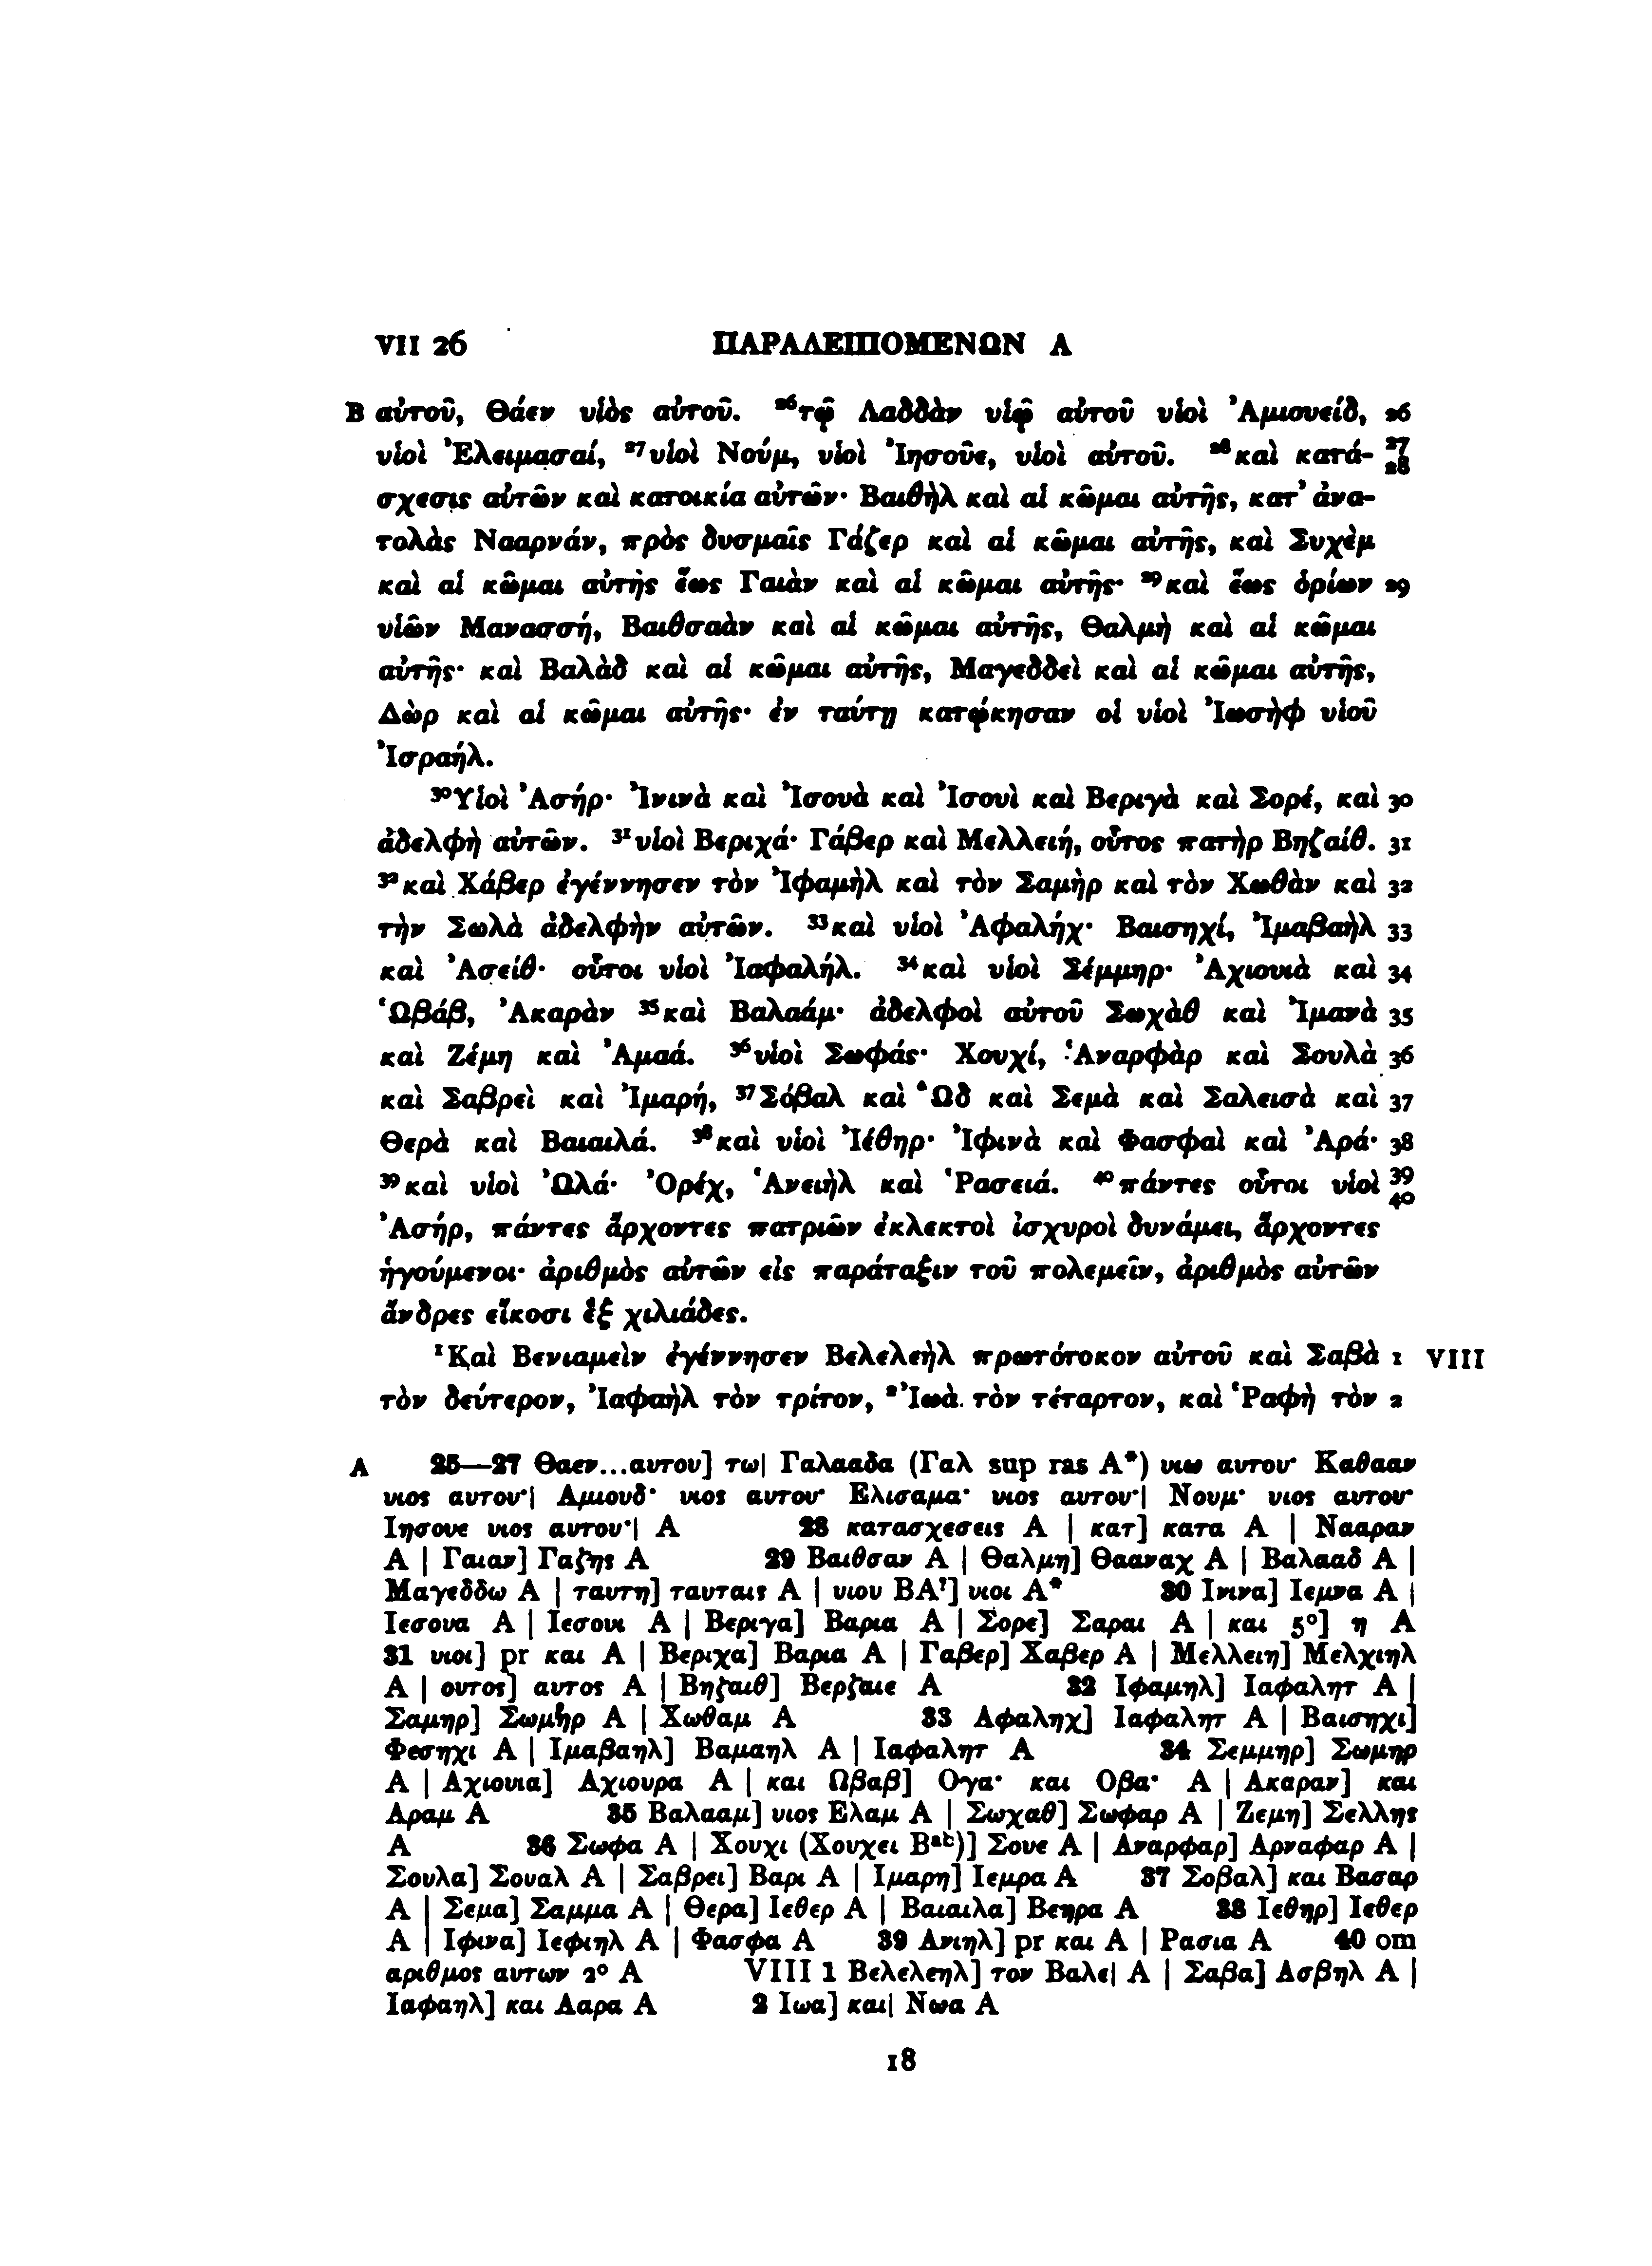 VII 26 ΠΑΡΑΛΕΙΠΟΜΕΝΩΝ Α
B αὐτοῦ, Θάεν υἱὸς αὐτοῦ. ²⁶τῷ Λαδδὰν υἱῷ αὐτοῦ υἱοὶ Ἀμιουείδ, 26
υἱοὶ Ἐλειμασαί, ²⁷υἱοὶ Νούμ, υἱοὶ Ἰησοῦε, υἱοὶ αὐτοῦ. ²⁸καὶ κατά- 27 28
σχεσις αὐτῶν καὶ κατοικία αὐτῶν· Βαιθὴλ καὶ αἱ κῶμαι αὐτῆς, κατ’ ἀνα-
τολὰς Νααρνάν, πρὸς δυσμαῖς Γάζερ καὶ αἱ κῶμαι αὐτῆς, καὶ Συχὲμ
καὶ αἱ κῶμαι αὐτῆς ἕως Γαιὰν καὶ αἱ κῶμαι αὐτῆς· ²⁹καὶ ἕως ὁρίων 29
υἱῶν Μανασσή, Βαιθσαὰν καὶ αἱ κῶμαι αὐτῆς, Θαλμὴ καὶ αἱ κῶμαι
αὐτῆς· καὶ Βαλὰδ καὶ αἱ κῶμαι αὐτῆς, Μαγεδδεὶ καὶ αἱ κῶμαι αὐτῆς,
Δὼρ καὶ αἱ κῶμαι αὐτῆς· ἐν ταύτῃ κατῴκησαν οἱ υἱοὶ Ἰωσὴφ υἱοῦ
Ἰσραήλ.
³⁰Υἱοὶ Ἀσήρ· Ἰνινὰ καὶ Ἰσουὰ καὶ Ἰσουὶ καὶ Βεριγὰ καὶ Σορέ, καὶ 30
ἀδελφὴ αὐτῶν. ³¹υἱοὶ Βεριχά· Γάβερ καὶ Μελλειή, οὗτος πατὴρ Βηζαίθ. 31
³²καὶ Χάβερ ἐγέννησεν τὸν Ἰφαμὴλ καὶ τὸν Σαμὴρ καὶ τὸν Χωθὰν καὶ 32
τὴν Σωλὰ ἀδελφὴν αὐτῶν. ³³καὶ υἱοὶ Ἀφαλήχ· Βαισηχί, Ἰμαβαὴλ 33
καὶ Ἀσείθ· οὗτοι υἱοὶ Ἰαφαλήλ. ³⁴καὶ υἱοὶ Σέμμηρ· Ἀχιουιὰ καὶ 34
Ὡβάβ, Ἀκαρὰν ³⁵καὶ Βαλαάμ· ἀδελφοὶ αὐτοῦ Σωχὰθ καὶ Ἰμανὰ 35
καὶ Ζέμη καὶ Ἀμαά. ³⁶υἱοὶ Σωφάς· Χουχί, Ἁναρφὰρ καὶ Σουλὰ 36
καὶ Σαβρεὶ καὶ Ἰμαρή, ³⁷Σόβαλ καὶ Ὢδ καὶ Σεμὰ καὶ Σαλεισὰ καὶ 37
Θερὰ καὶ Βαιαιλά. ³⁸καὶ υἱοὶ Ἰέθηρ· Ἰφινὰ καὶ Φασφαὶ καὶ Ἀρά· 38
³⁹καὶ υἱοὶ Ὠλά· Ὀρέχ, Ἁνειὴλ καὶ Ῥασειά. ⁴⁰πάντες οὗτοι υἱοὶ 39 40
Ἀσήρ, πάντες ἄρχοντες πατριῶν ἐκλεκτοὶ ἰσχυροὶ δυνάμει, ἄρχοντες
ἡγούμενοι· ἀριθμὸς αὐτῶν εἰς παράταξιν τοῦ πολεμεῖν, ἀριθμὸς αὐτῶν
ἄνδρες εἴκοσι ἓξ χιλιάδες.
¹Καὶ Βενιαμεὶν ἐγέννησεν Βελελεὴλ πρωτότοκον αὐτοῦ καὶ Σαβὰ 1 VIII
τὸν δεύτερον, Ἰαφαὴλ τὸν τρίτον, ²Ἰωὰ τὸν τέταρτον, καὶ Ῥαφὴ τὸν 2
A 25—27 Θαεν...αυτου] τω| Γαλααδα (Γαλ sup ras A*) υιω αυτου· Καθααν
υιος αυτου·| Αμιουδ· υιος αυτου· Ελισαμα· υιος αυτου·| Νουμ· υιος αυτου·
Ιησουε υιος αυτου·| A 28 κατασχεσεις A | κατ] κατα A | Νααραν
A | Γαιαν] Γαζης A 29 Βαιθσαν A | Θαλμη] Θααναχ A | Βαλααδ A |
Μαγεδδω A | ταυτη] ταυταις A | υιου BA?] υιοι A* 30 Ινινα] Ιεμνα A |
Ιεσουα A | Ιεσουι A | Βεριγα] Βαρια A | Σορε] Σαραι A | και 5°] η A
31 υιοι] pr και A | Βεριχα] Βαρια A | Γαβερ] Χαβερ A | Μελλειη] Μελχιηλ
A | ουτος] αυτος A | Βηζαιθ] Βερζαιε A 32 Ιφαμηλ] Ιαφαλητ A |
Σαμηρ] Σωμηρ A | Χωθαμ A 33 Αφαληχ] Ιαφαλητ A | Βαισηχι]
Φεσηχι A | Ιμαβαηλ] Βαμαηλ A | Ιαφαλητ A 34 Σεμμηρ] Σωμηρ
A | Αχιουια] Αχιουρα A | και Ωβαβ] Ογα· και Οβα· A | Ακαραν] και
Αραμ A 35 Βαλααμ] υιος Ελαμ A | Σωχαθ] Σωφαρ A | Ζεμη] Σελλης
A 36 Σωφα A | Χουχι (Χουχει Bᵃᵇ)] Σουε A | Αναρφαρ] Αρναφαρ A |
Σουλα] Σουαλ A | Σαβρει] Βαρι A | Ιμαρη] Ιεμρα A 37 Σοβαλ] και Βασαρ
A | Σεμα] Σαμμα A | Θερα] Ιεθερ A | Βαιαιλα] Βεηρα A 38 Ιεθηρ] Ιεθερ
A | Ιφινα] Ιεφιηλ A | Φασφα A 39 Ανιηλ] pr και A | Ρασια A 40 om
αριθμος αυτων 2° A VIII 1 Βελελεηλ] τον Βαλε| A | Σαβα] Ασβηλ A |
Ιαφαηλ] και Δαρα A 2 Ιωα] και| Νωα A
18